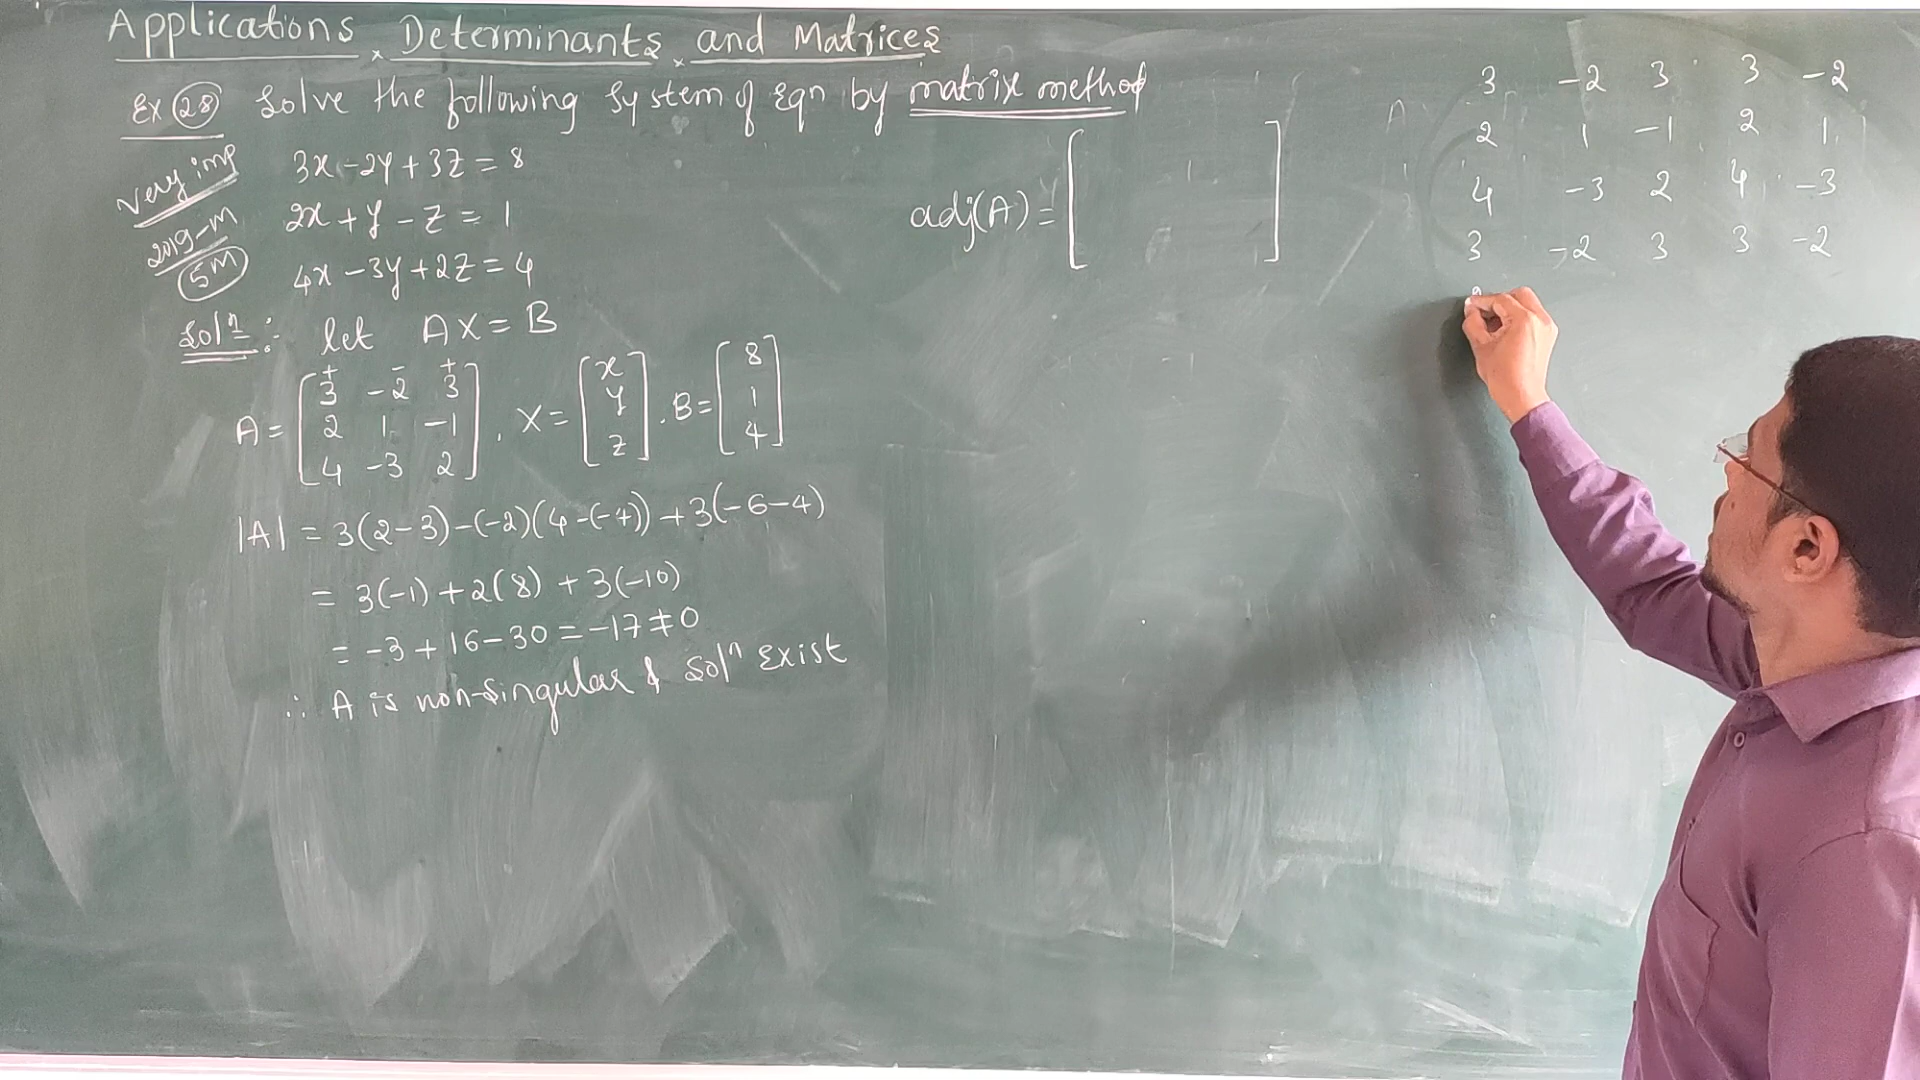 Applications Determinants and Matrices
Ex 28 Solve the following System of Eqn by matrix method
Very imp
2019-M
5M
3x-2y+3z=8
2x+y-z=1
4x-3y+2z=4
Solⁿ: let AX=B
A=[3 -2 3
+ - +
2 1 -1
4 -3 2], X=[x
y
z], B=[8
1
4]
|A| = 3(2-3)-(-2)(4-(-4))+3(-6-4)
= 3(-1)+2(8)+3(-10)
= -3+16-30=-17≠0
∴ A is non-Singular & Solⁿ Exist
adj(A)=[ ]
3 -2 3 3 -2
2 1 -1 2 1
4 -3 2 4 -3
3 -2 3 3 -2